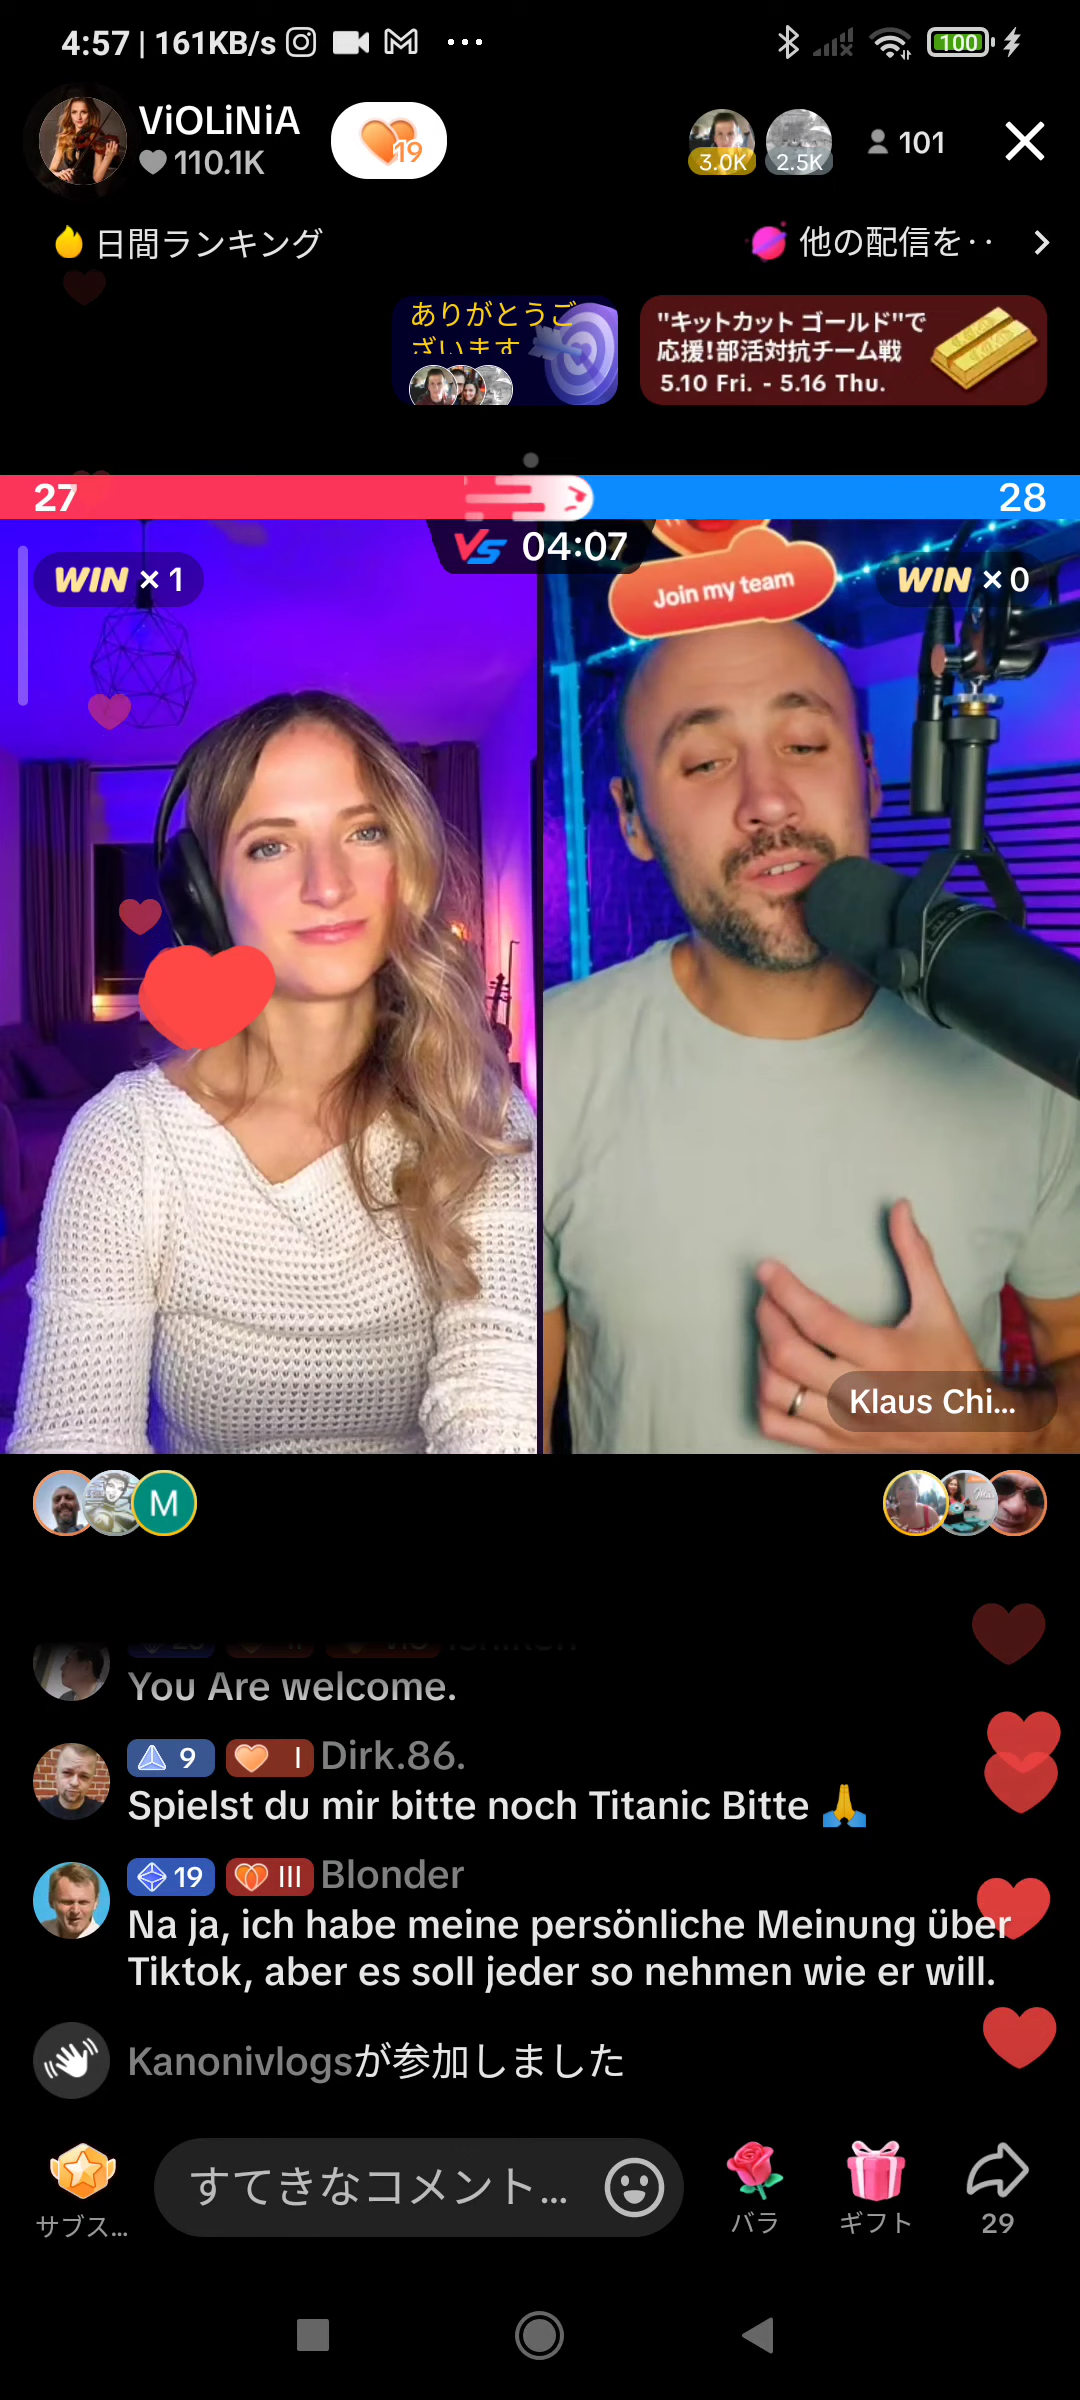 4:57 | 161KB/s
100
ViOLiNiA
110.1K
19
3.0K
2.5K
101
日間ランキング
他の配信を‥
ありがとうご
ざいます
"キットカット ゴールド"で
応援!部活対抗チーム戦
5.10 Fri. - 5.16 Thu.
27
28
VS 04:07
WIN × 1
Join my team
WIN × 0
Klaus Chi...
M
You Are welcome.
9 I Dirk.86.
Spielst du mir bitte noch Titanic Bitte 🙏
19 III Blonder
Na ja, ich habe meine persönliche Meinung über
Tiktok, aber es soll jeder so nehmen wie er will.
Kanonivlogsが参加しました
すてきなコメント...
サブス...
バラ
ギフト
29